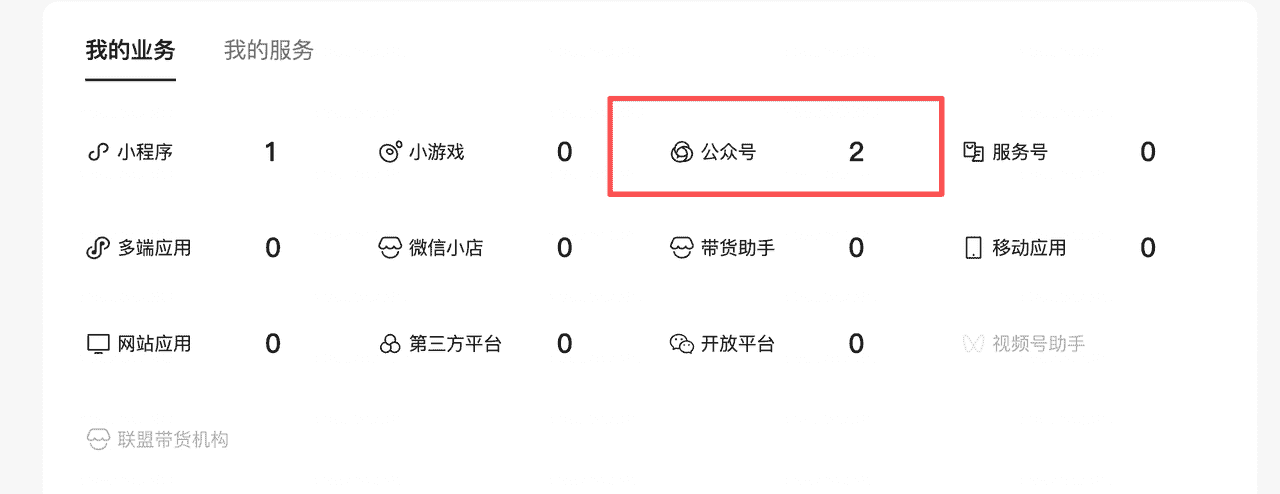 我的业务 我的服务
小程序 1 小游戏 0 公众号 2 服务号 0
多端应用 0 微信小店 0 带货助手 0 移动应用 0
网站应用 0 第三方平台 0 开放平台 0 视频号助手
联盟带货机构